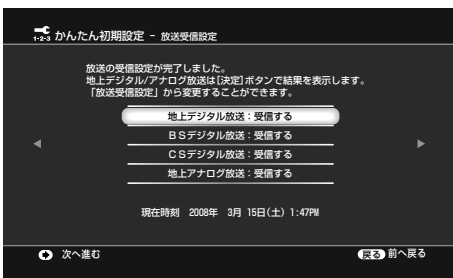 1-2-3 かんたん初期設定 - 放送受信設定
放送の受信設定が完了しました。
地上デジタル/アナログ放送は[決定]ボタンで結果を表示します。
「放送受信設定」から変更することができます。
地上デジタル放送：受信する
BSデジタル放送：受信する
CSデジタル放送：受信する
地上アナログ放送：受信する
現在時刻 2008年 3月 15日(土) 1:47PM
次へ進む 戻る 前へ戻る